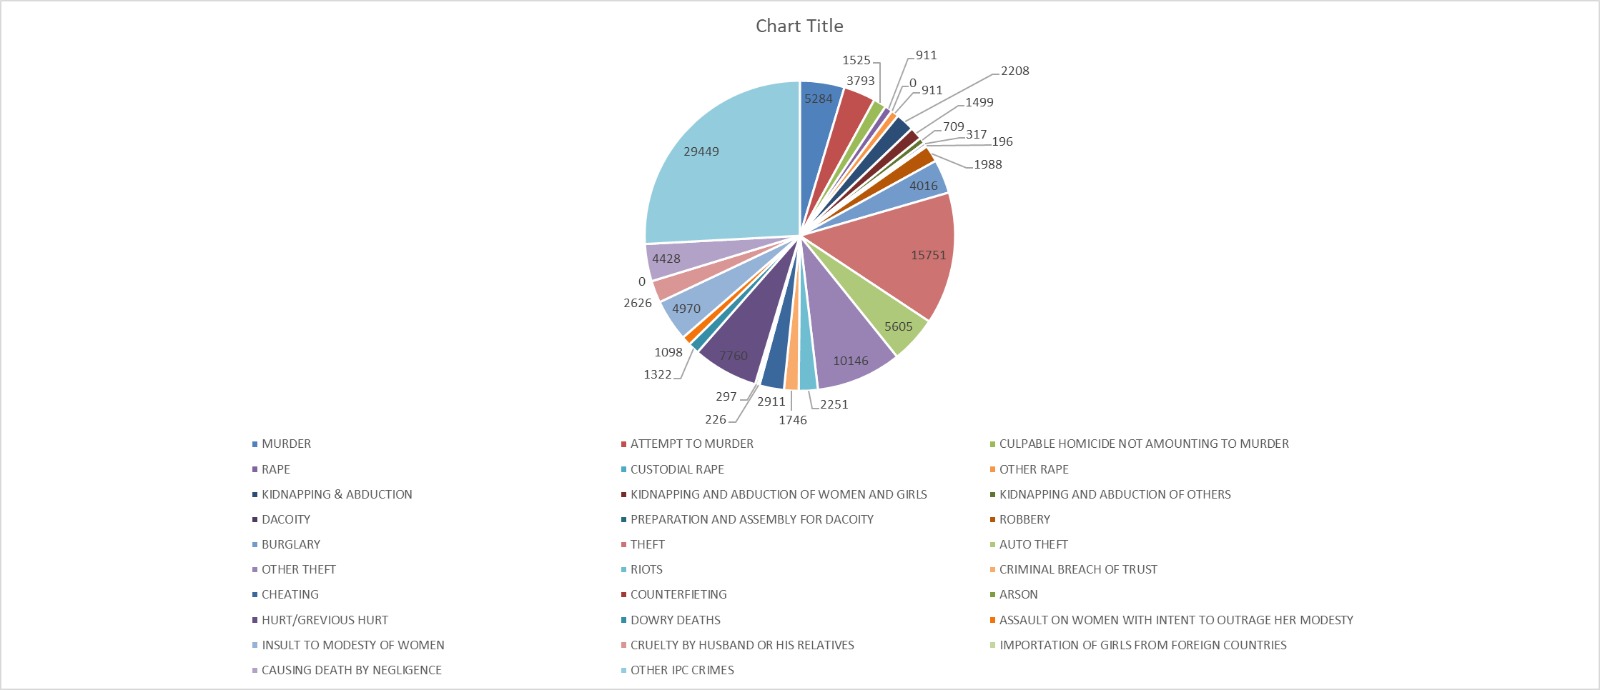 Chart Title
5284
3793
1525
911
0
911
2208
1499
709
317
196
1988
4016
15751
5605
10146
2251
1746
2911
226
297
7760
1322
1098
4970
2626
0
4428
29449
MURDER
ATTEMPT TO MURDER
CULPABLE HOMICIDE NOT AMOUNTING TO MURDER
RAPE
CUSTODIAL RAPE
OTHER RAPE
KIDNAPPING & ABDUCTION
KIDNAPPING AND ABDUCTION OF WOMEN AND GIRLS
KIDNAPPING AND ABDUCTION OF OTHERS
DACOITY
PREPARATION AND ASSEMBLY FOR DACOITY
ROBBERY
BURGLARY
THEFT
AUTO THEFT
OTHER THEFT
RIOTS
CRIMINAL BREACH OF TRUST
CHEATING
COUNTERFIETING
ARSON
HURT/GREVIOUS HURT
DOWRY DEATHS
ASSAULT ON WOMEN WITH INTENT TO OUTRAGE HER MODESTY
INSULT TO MODESTY OF WOMEN
CRUELTY BY HUSBAND OR HIS RELATIVES
IMPORTATION OF GIRLS FROM FOREIGN COUNTRIES
CAUSING DEATH BY NEGLIGENCE
OTHER IPC CRIMES